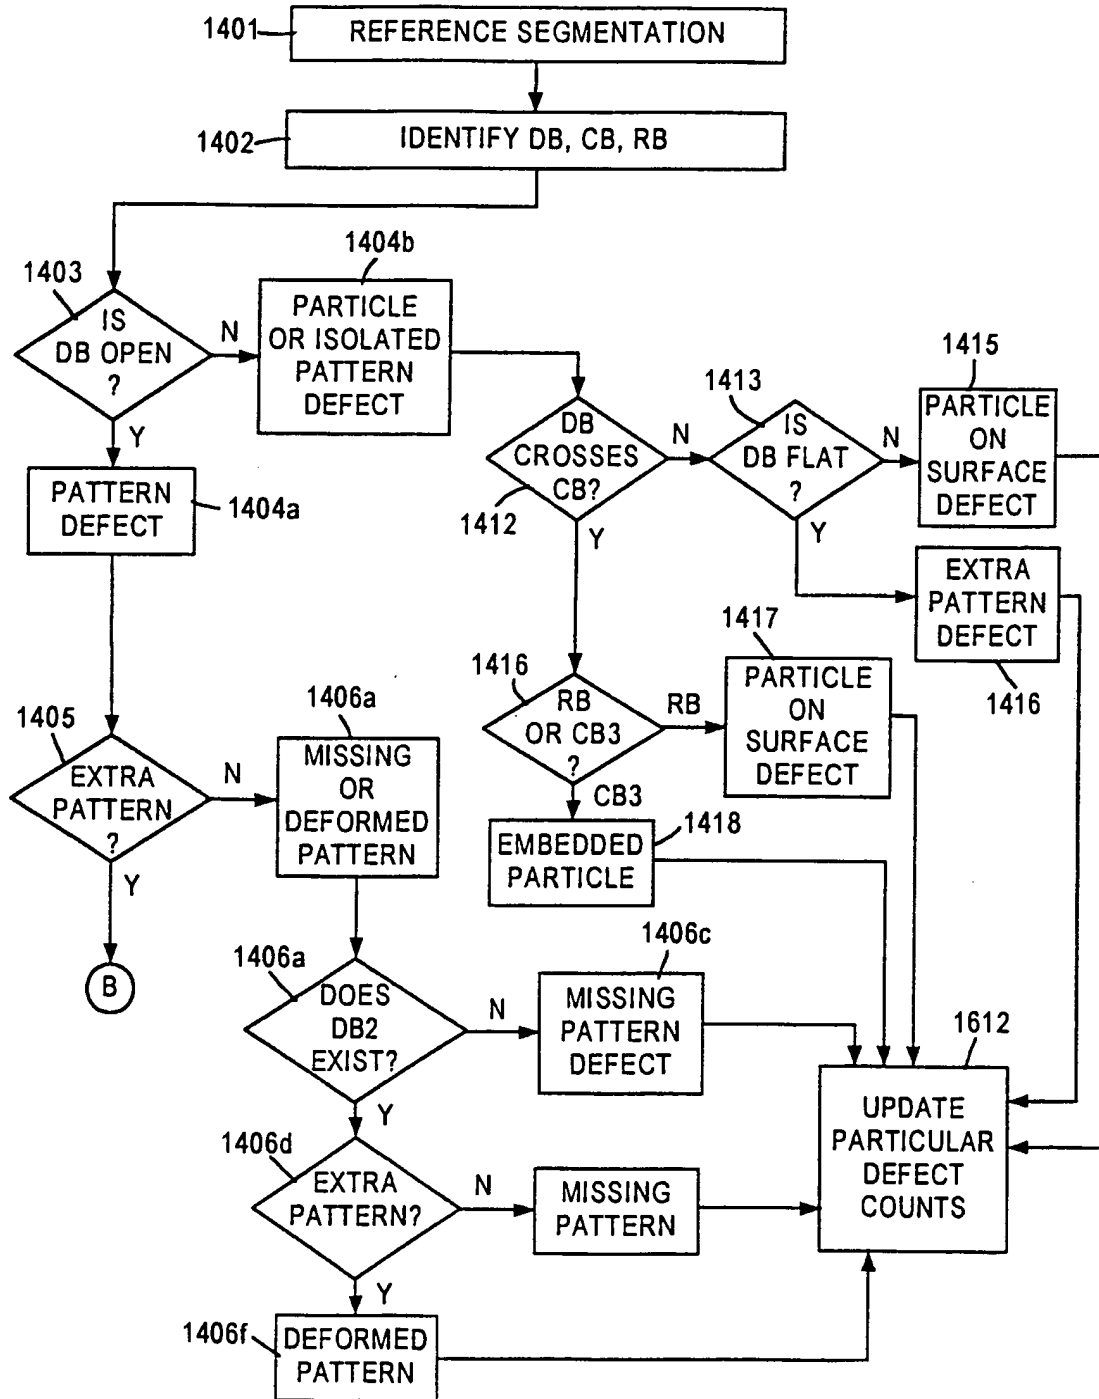 1401
REFERENCE SEGMENTATION
1402
IDENTIFY DB, CB, RB
1403
IS
DB OPEN
?
N
Y
1404b
PARTICLE
OR ISOLATED
PATTERN
DEFECT
PATTERN
DEFECT
1404a
DB
CROSSES
CB?
1412
N
Y
1413
IS
DB FLAT
?
N
Y
1415
PARTICLE
ON
SURFACE
DEFECT
EXTRA
PATTERN
DEFECT
1416
1416
RB
OR CB3
?
RB
CB3
1417
PARTICLE
ON
SURFACE
DEFECT
EMBEDDED
PARTICLE
1418
1405
EXTRA
PATTERN
?
N
Y
B
1406a
MISSING
OR
DEFORMED
PATTERN
1406a
DOES
DB2
EXIST?
N
Y
1406c
MISSING
PATTERN
DEFECT
1406d
EXTRA
PATTERN?
N
Y
MISSING
PATTERN
1406f
DEFORMED
PATTERN
1612
UPDATE
PARTICULAR
DEFECT
COUNTS